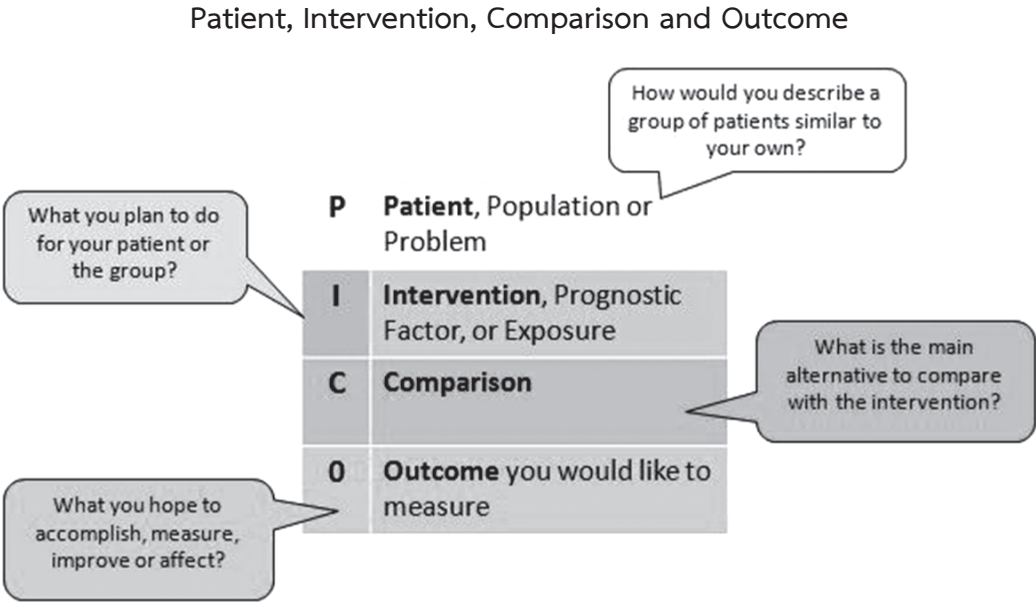 Patient, Intervention, Comparison and Outcome
How would you describe a
group of patients similar to
your own?
P Patient, Population or
Problem
What you plan to do
for your patient or
the group?
I Intervention, Prognostic
Factor, or Exposure
C Comparison
What is the main
alternative to compare
with the intervention?
0 Outcome you would like to
measure
What you hope to
accomplish, measure,
improve or affect?